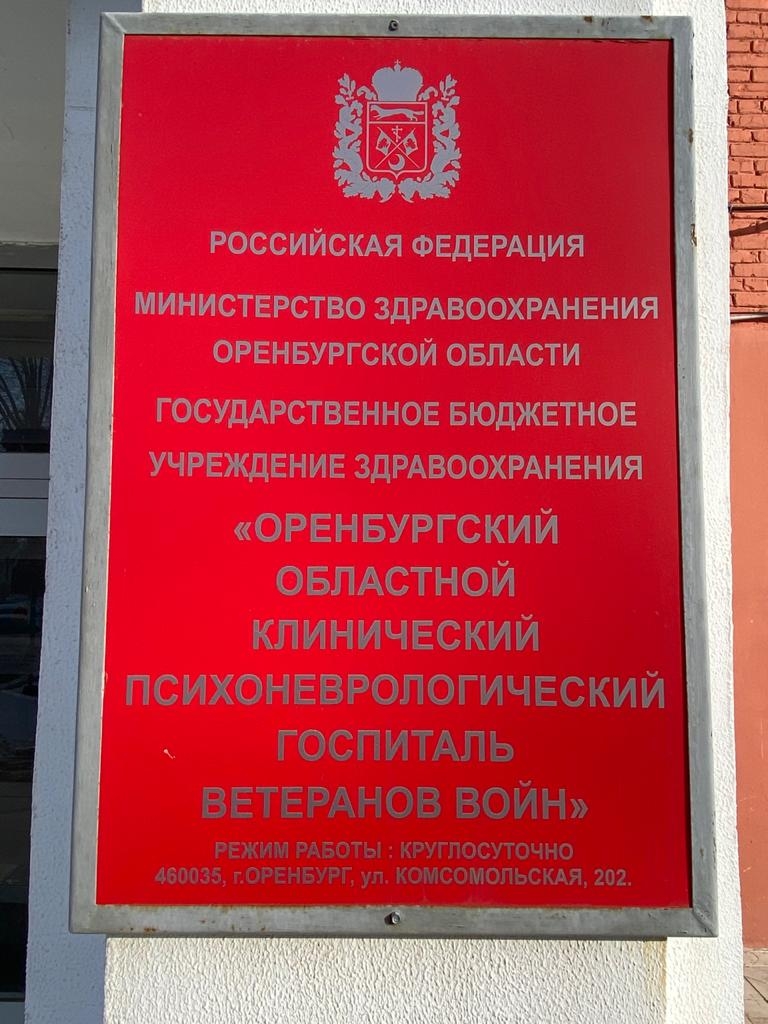 РОССИЙСКАЯ ФЕДЕРАЦИЯ
МИНИСТЕРСТВО ЗДРАВООХРАНЕНИЯ
ОРЕНБУРГСКОЙ ОБЛАСТИ
ГОСУДАРСТВЕННОЕ БЮДЖЕТНОЕ
УЧРЕЖДЕНИЕ ЗДРАВООХРАНЕНИЯ
«ОРЕНБУРГСКИЙ
ОБЛАСТНОЙ
КЛИНИЧЕСКИЙ
ПСИХОНЕВРОЛОГИЧЕСКИЙ
ГОСПИТАЛЬ
ВЕТЕРАНОВ ВОЙН»
РЕЖИМ РАБОТЫ : КРУГЛОСУТОЧНО
460035, г.ОРЕНБУРГ, ул. КОМСОМОЛЬСКАЯ, 202.